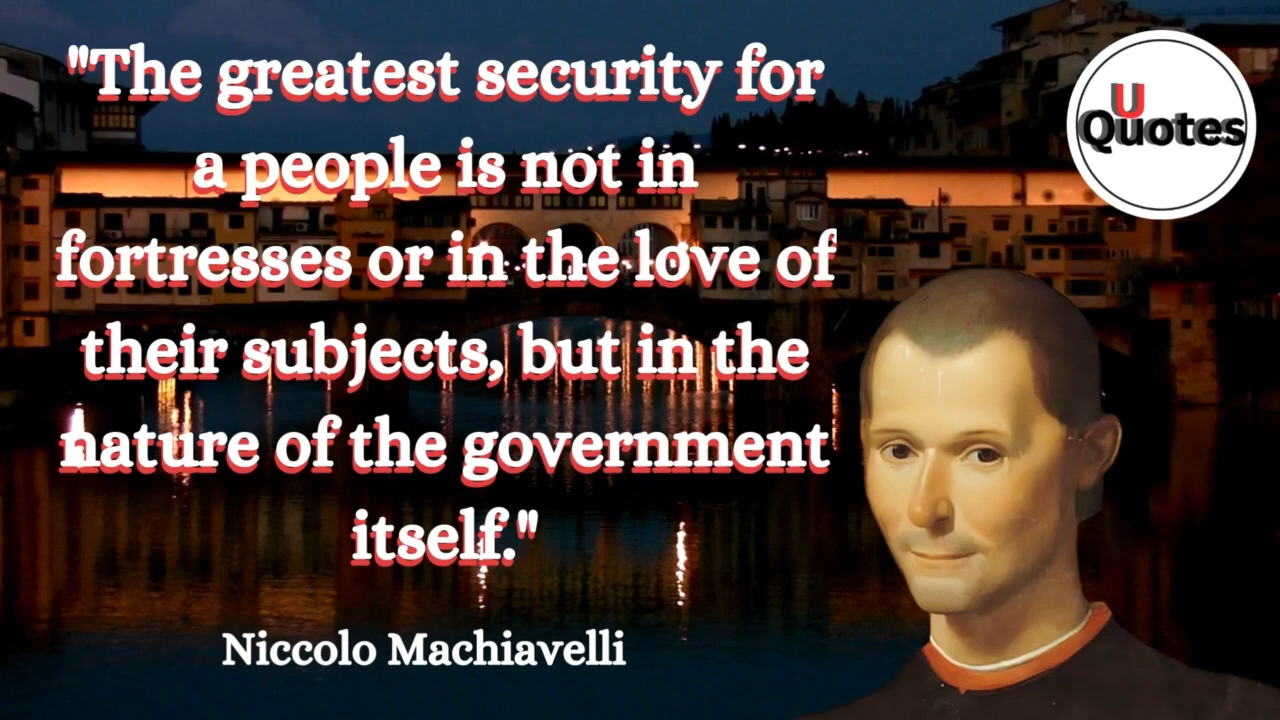 "The greatest security for
a people is not in
fortresses or in the love of
their subjects, but in the
nature of the government
itself."
Niccolo Machiavelli
U
Quotes